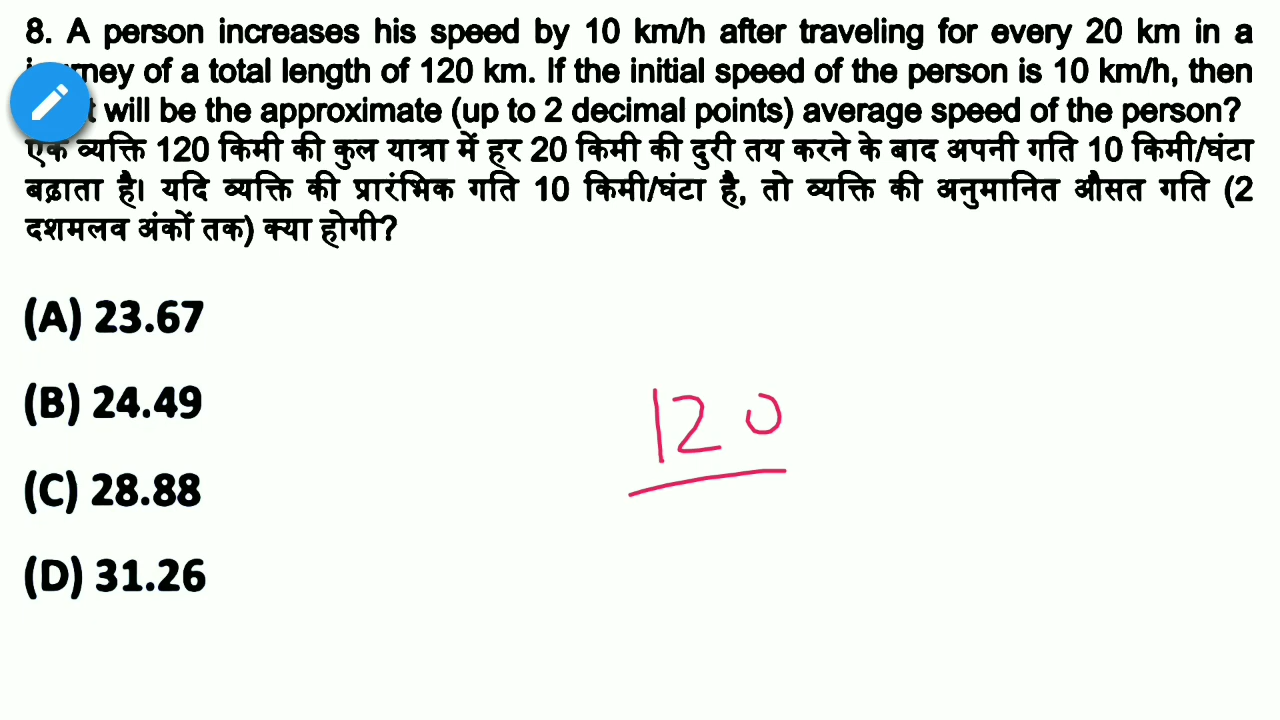 8. A person increases his speed by 10 km/h after traveling for every 20 km in a
of a total length of 120 km. If the initial speed of the person is 10 km/h, then
will be the approximate (up to 2 decimal points) average speed of the person?
एक व्यक्ति 120 किमी की कुल यात्रा में हर 20 किमी की दुरी तय करने के बाद अपनी गति 10 किमी/घंटा
बढ़ाता है। यदि व्यक्ति की प्रारंभिक गति 10 किमी/घंटा है, तो व्यक्ति की अनुमानित औसत गति (2
दशमलव अंकों तक) क्या होगी?
(A) 23.67
(B) 24.49
120
(C) 28.88
(D) 31.26